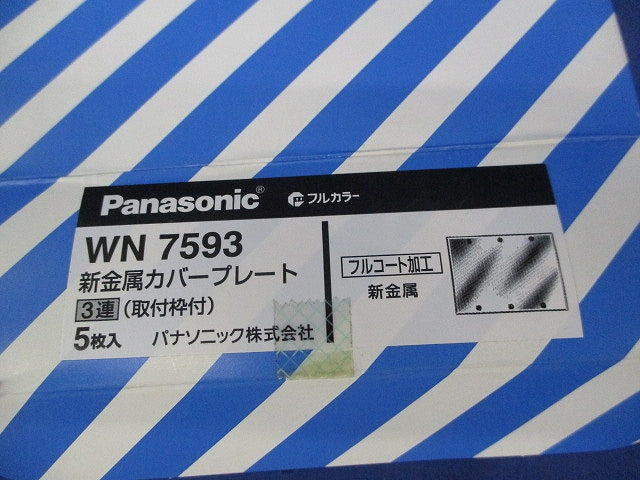 Panasonic® フルカラー
WN 7593
新金属カバープレート
3連 (取付枠付)
5枚入 パナソニック株式会社
フルコート加工
新金属